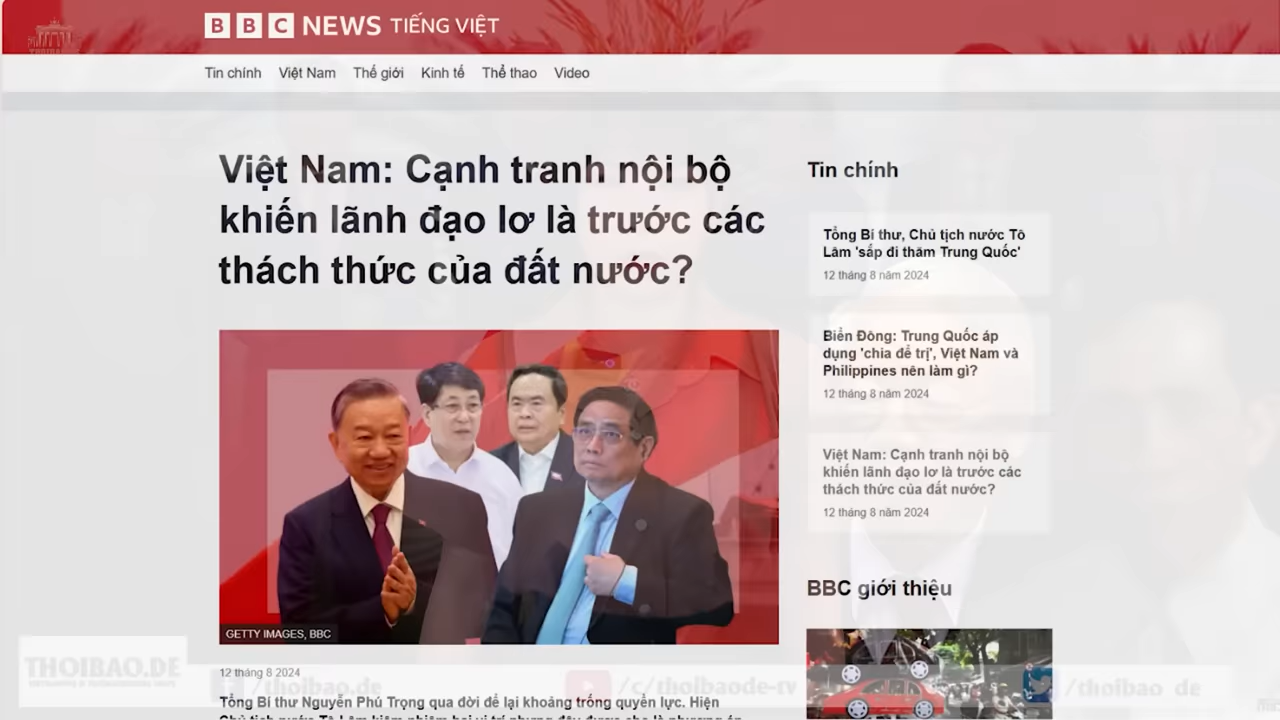 BBC NEWS TIẾNG VIỆT
Tin chính Việt Nam Thế giới Kinh tế Thể thao Video
Việt Nam: Cạnh tranh nội bộ
khiến lãnh đạo lơ là trước các
thách thức của đất nước?
GETTY IMAGES, BBC
12 tháng 8 2024
Tổng Bí thư Nguyễn Phú Trọng qua đời để lại khoảng trống quyền lực. Hiện
Tin chính
Tổng Bí thư, Chủ tịch nước Tô
Lâm 'sắp đi thăm Trung Quốc'
12 tháng 8 năm 2024
Biển Đông: Trung Quốc áp
dụng 'chia để trị', Việt Nam và
Philippines nên làm gì?
12 tháng 8 năm 2024
Việt Nam: Cạnh tranh nội bộ
khiến lãnh đạo lơ là trước các
thách thức của đất nước?
12 tháng 8 năm 2024
BBC giới thiệu
THOIBAO.DE
/thoibao.de
/c/thoibaode-tv
/thoibao_de